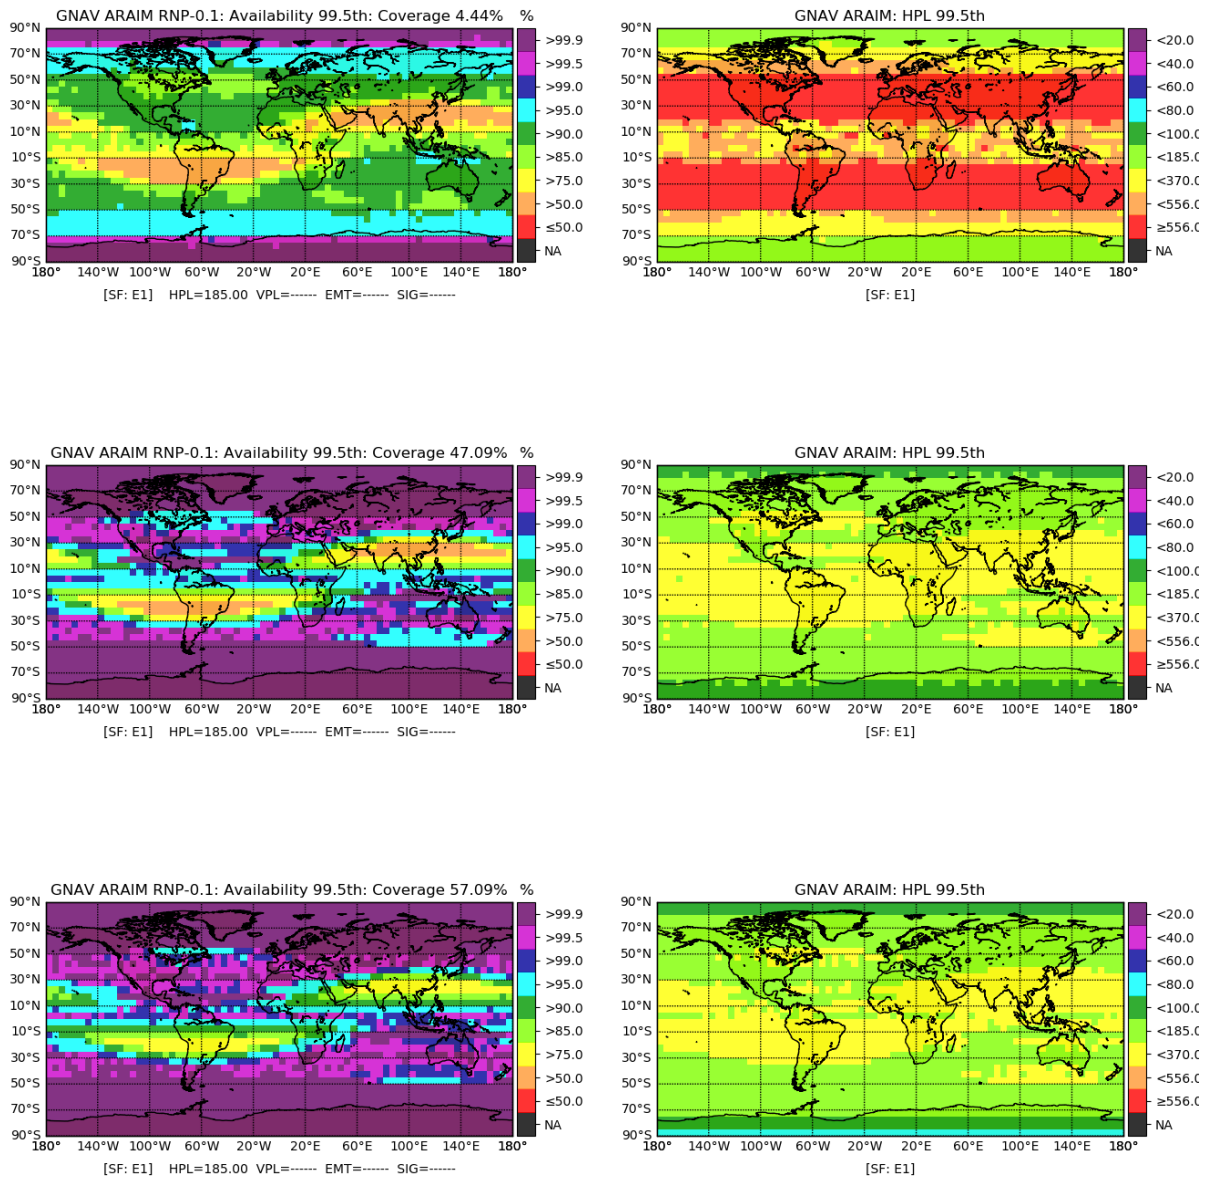 GNAV ARAIM RNP-0.1: Availability 99.5th: Coverage 4.44% %
90°N
70°N
50°N
30°N
10°N
10°S
30°S
50°S
70°S
90°S
180° 140°W 100°W 60°W 20°W 20°E 60°E 100°E 140°E 180°
>99.9
>99.5
>99.0
>95.0
>90.0
>85.0
>75.0
>50.0
≤50.0
NA
[SF: E1] HPL=185.00 VPL=------ EMT=------ SIG=------
GNAV ARAIM: HPL 99.5th
90°N
70°N
50°N
30°N
10°N
10°S
30°S
50°S
70°S
90°S
180° 140°W 100°W 60°W 20°W 20°E 60°E 100°E 140°E 180°
<20.0
<40.0
<60.0
<80.0
<100.0
<185.0
<370.0
<556.0
≥556.0
NA
[SF: E1]
GNAV ARAIM RNP-0.1: Availability 99.5th: Coverage 47.09% %
90°N
70°N
50°N
30°N
10°N
10°S
30°S
50°S
70°S
90°S
180° 140°W 100°W 60°W 20°W 20°E 60°E 100°E 140°E 180°
>99.9
>99.5
>99.0
>95.0
>90.0
>85.0
>75.0
>50.0
≤50.0
NA
[SF: E1] HPL=185.00 VPL=------ EMT=------ SIG=------
GNAV ARAIM: HPL 99.5th
90°N
70°N
50°N
30°N
10°N
10°S
30°S
50°S
70°S
90°S
180° 140°W 100°W 60°W 20°W 20°E 60°E 100°E 140°E 180°
<20.0
<40.0
<60.0
<80.0
<100.0
<185.0
<370.0
<556.0
≥556.0
NA
[SF: E1]
GNAV ARAIM RNP-0.1: Availability 99.5th: Coverage 57.09% %
90°N
70°N
50°N
30°N
10°N
10°S
30°S
50°S
70°S
90°S
180° 140°W 100°W 60°W 20°W 20°E 60°E 100°E 140°E 180°
>99.9
>99.5
>99.0
>95.0
>90.0
>85.0
>75.0
>50.0
≤50.0
NA
[SF: E1] HPL=185.00 VPL=------ EMT=------ SIG=------
GNAV ARAIM: HPL 99.5th
90°N
70°N
50°N
30°N
10°N
10°S
30°S
50°S
70°S
90°S
180° 140°W 100°W 60°W 20°W 20°E 60°E 100°E 140°E 180°
<20.0
<40.0
<60.0
<80.0
<100.0
<185.0
<370.0
<556.0
≥556.0
NA
[SF: E1]